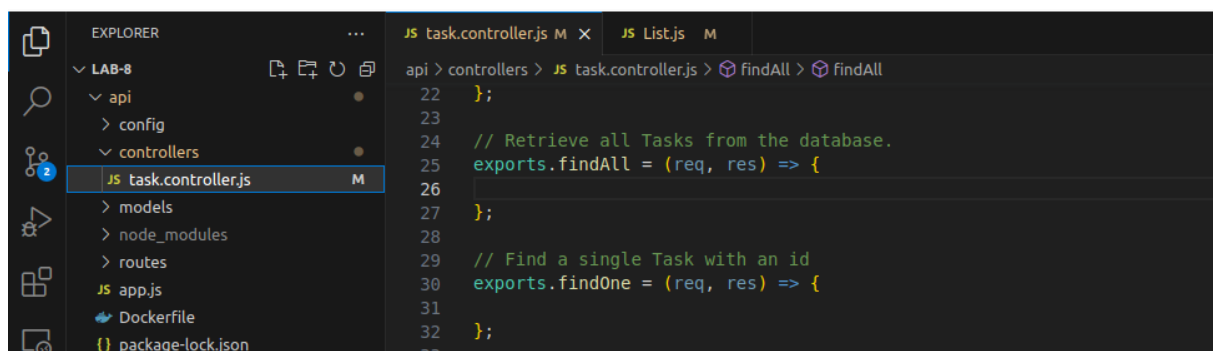 EXPLORER ...
LAB-8
api
config
controllers
JS task.controller.js M
models
node_modules
routes
JS app.js
Dockerfile
{} package-lock.json
2
JS task.controller.js M X JS List.js M
api > controllers > JS task.controller.js > findAll > findAll
22 };
23
24 // Retrieve all Tasks from the database.
25 exports.findAll = (req, res) => {
26
27 };
28
29 // Find a single Task with an id
30 exports.findOne = (req, res) => {
31
32 };